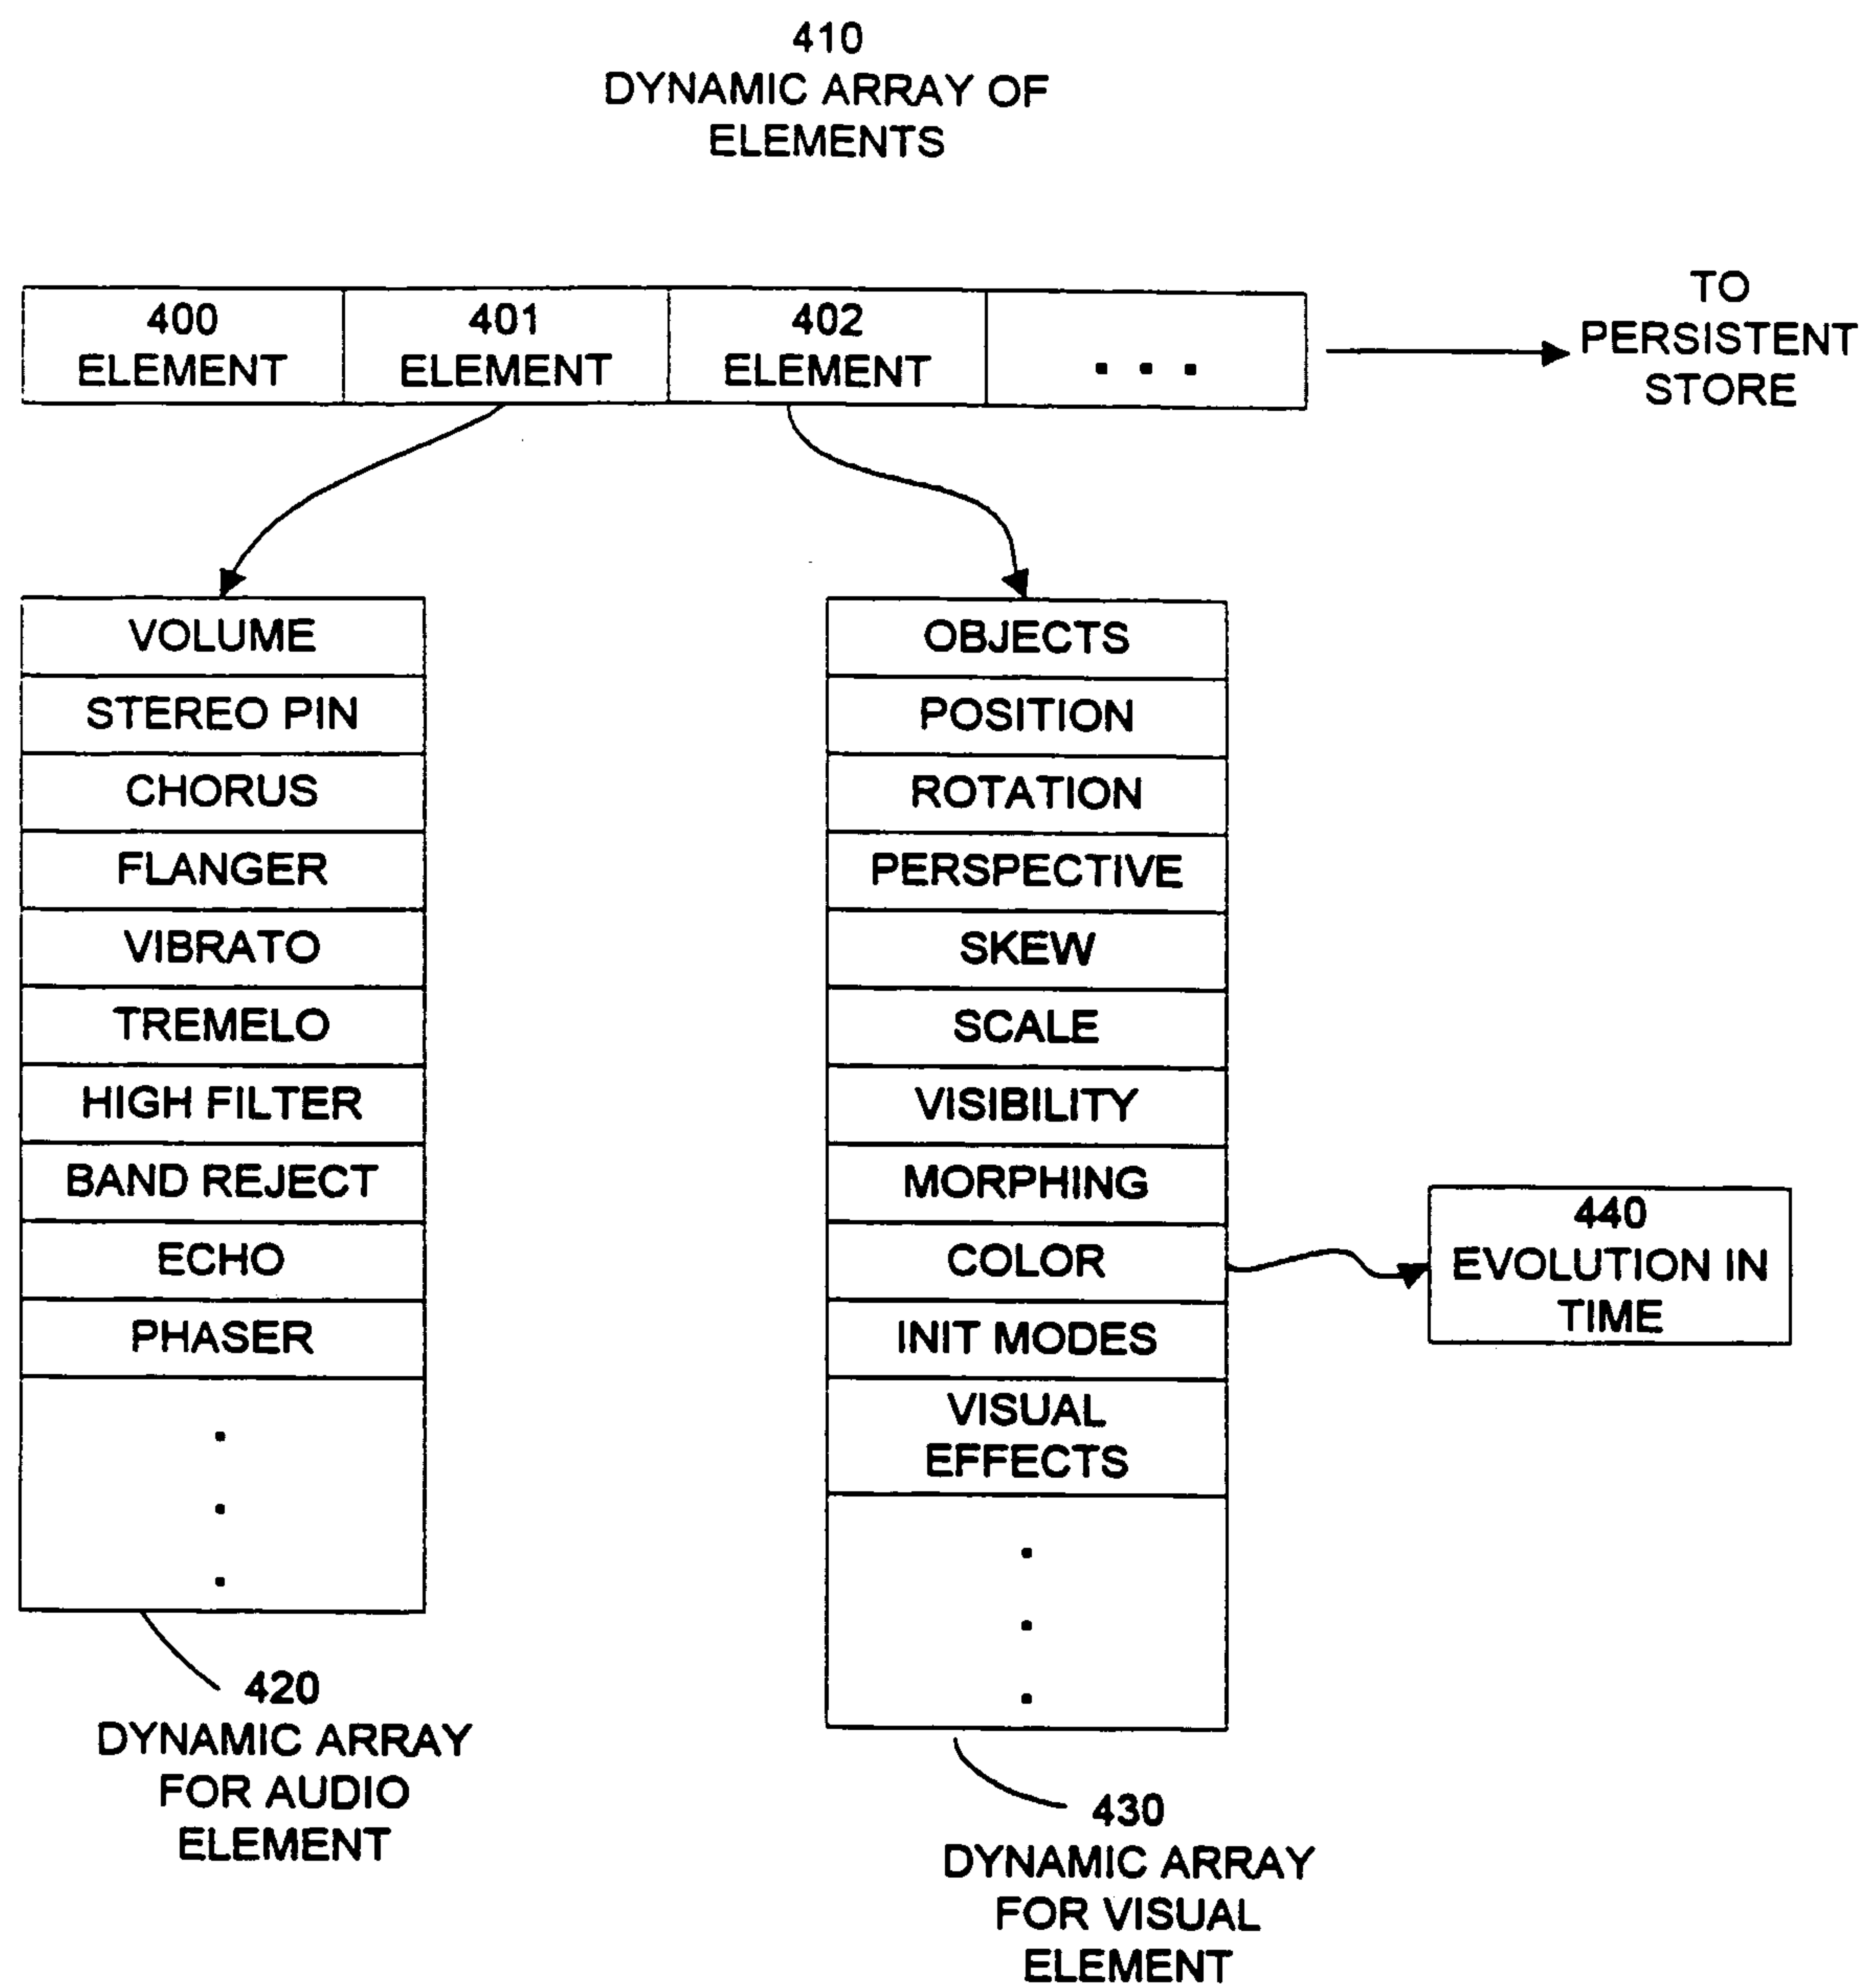 410
DYNAMIC ARRAY OF
ELEMENTS
400
ELEMENT
401
ELEMENT
402
ELEMENT
. . .
TO
PERSISTENT
STORE
VOLUME
STEREO PIN
CHORUS
FLANGER
VIBRATO
TREMELO
HIGH FILTER
BAND REJECT
ECHO
PHASER
.
.
.
420
DYNAMIC ARRAY
FOR AUDIO
ELEMENT
OBJECTS
POSITION
ROTATION
PERSPECTIVE
SKEW
SCALE
VISIBILITY
MORPHING
COLOR
INIT MODES
VISUAL
EFFECTS
.
.
.
430
DYNAMIC ARRAY
FOR VISUAL
ELEMENT
440
EVOLUTION IN
TIME